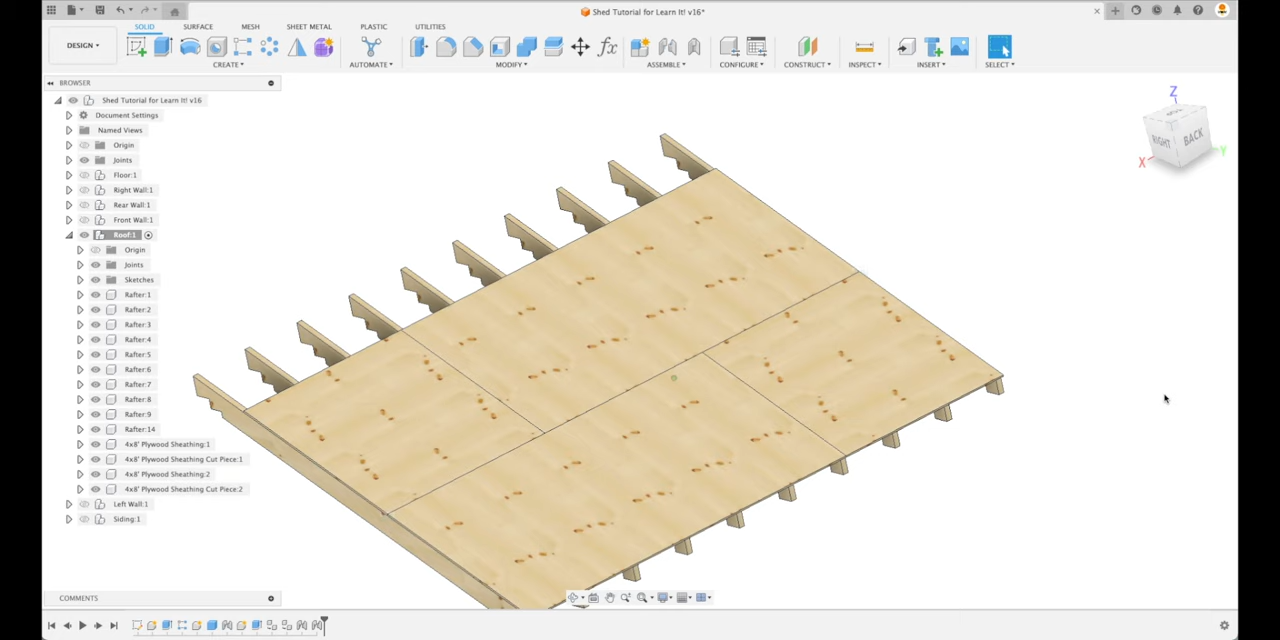 Shed Tutorial for Learn It! v16*
SOLID SURFACE MESH SHEET METAL PLASTIC UTILITIES
DESIGN
CREATE AUTOMATE MODIFY fx ASSEMBLE CONFIGURE CONSTRUCT INSPECT INSERT SELECT
BROWSER
Shed Tutorial for Learn It! v16
Document Settings
Named Views
Origin
Joints
Floor:1
Right Wall:1
Rear Wall:1
Front Wall:1
Roof:1
Origin
Joints
Sketches
Rafter:1
Rafter:2
Rafter:3
Rafter:4
Rafter:5
Rafter:6
Rafter:7
Rafter:8
Rafter:9
Rafter:14
4x8' Plywood Sheathing:1
4x8' Plywood Sheathing Cut Piece:1
4x8' Plywood Sheathing:2
4x8' Plywood Sheathing Cut Piece:2
Left Wall:1
Siding:1
Z
RIGHT BACK
X Y
COMMENTS